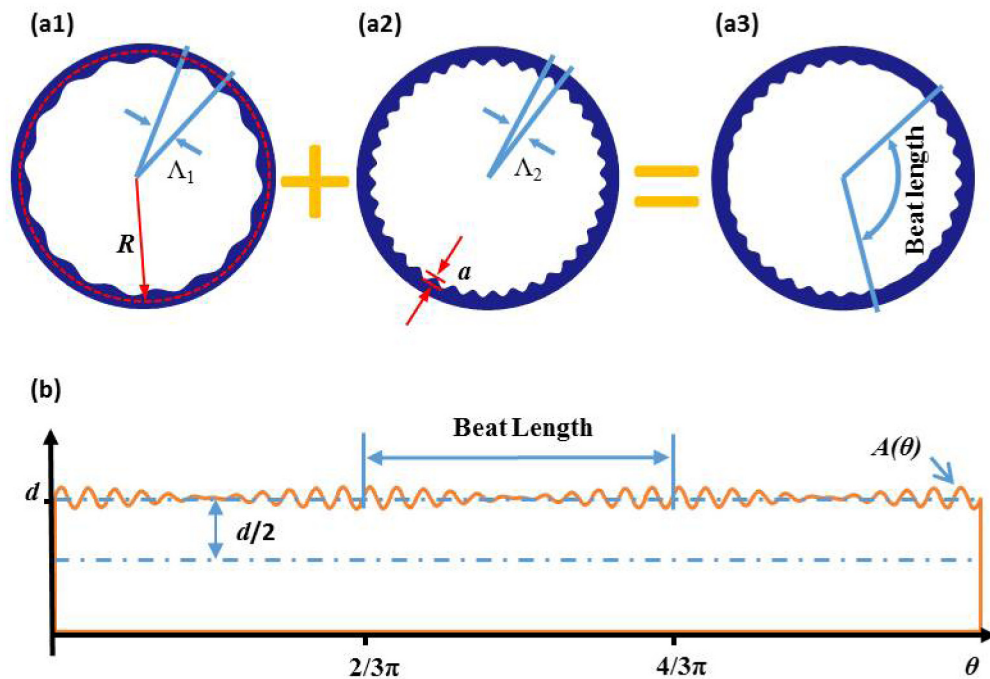 (a1)
(a2)
(a3)
Λ1
R
+
Λ2
a
=
Beat length
(b)
Beat Length
A(θ)
d
d/2
2/3π
4/3π
θ